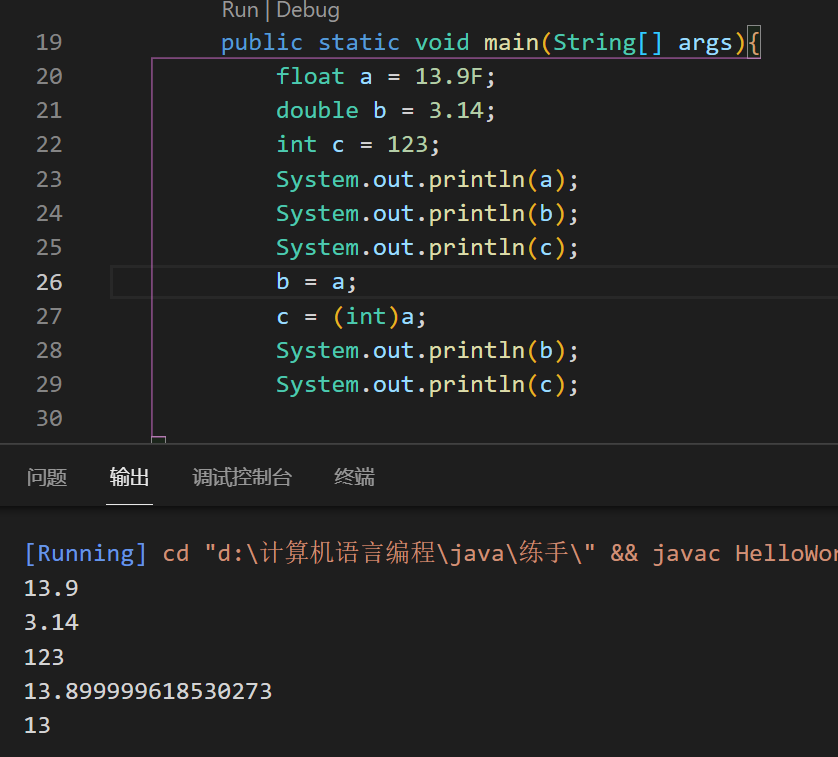 Run | Debug
19 public static void main(String[] args){
20 float a = 13.9F;
21 double b = 3.14;
22 int c = 123;
23 System.out.println(a);
24 System.out.println(b);
25 System.out.println(c);
26 b = a;
27 c = (int)a;
28 System.out.println(b);
29 System.out.println(c);
30
问题 输出 调试控制台 终端
[Running] cd "d:\计算机语言编程\java\练手\" && javac
13.9
3.14
123
13.899999618530273
13